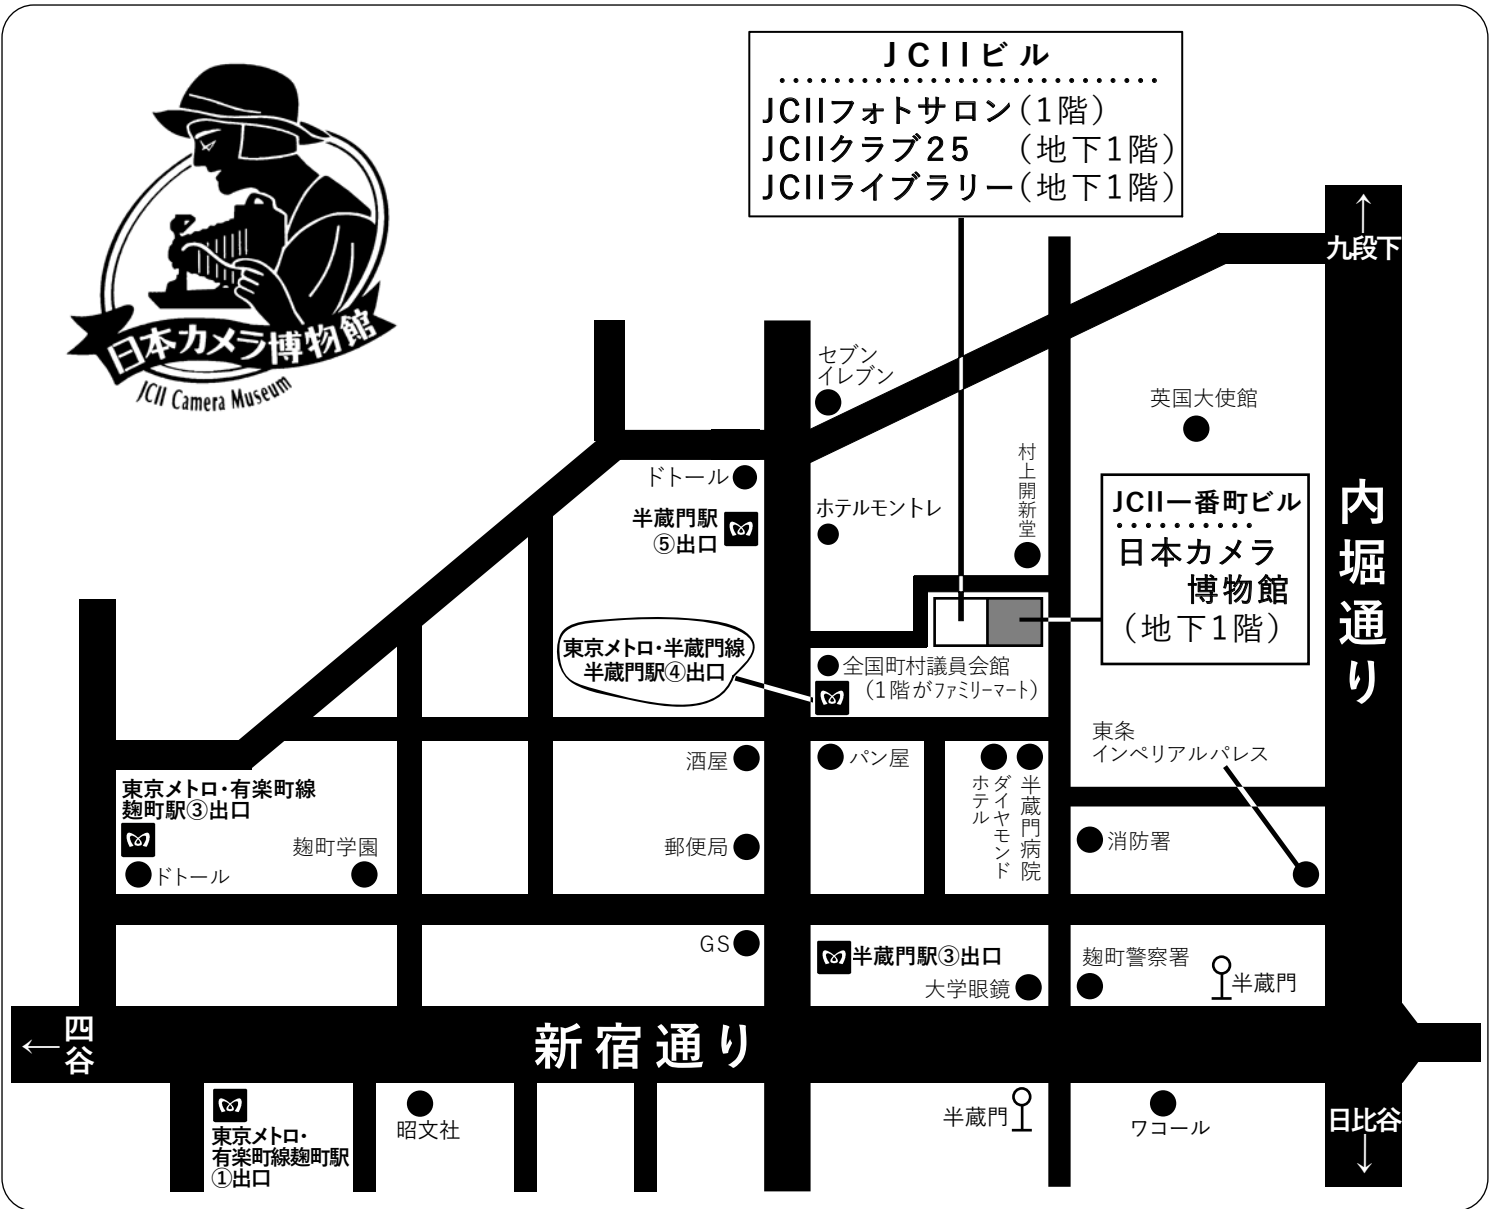 JCIIビル
JCIIフォトサロン(1階)
JCIIクラブ25 (地下1階)
JCIIライブラリー(地下1階)
日本カメラ博物館
JCII Camera Museum
↑
九段下
セブン
イレブン
英国大使館
ドトール
半蔵門駅
⑤出口
ホテルモントレ
村上開新堂
JCII一番町ビル
日本カメラ
博物館
(地下1階)
内堀通り
東京メトロ・半蔵門線
半蔵門駅④出口
全国町村議員会館
(1階がファミリーマート)
東条
インペリアルパレス
酒屋
パン屋
ダイヤモンド
ホテル
半蔵門病院
東京メトロ・有楽町線
麹町駅③出口
ドトール
麹町学園
郵便局
消防署
GS
半蔵門駅③出口
大学眼鏡
麹町警察署
半蔵門
←四谷
新宿通り
東京メトロ・
有楽町線麹町駅
①出口
昭文社
半蔵門
ワコール
日比谷
↓